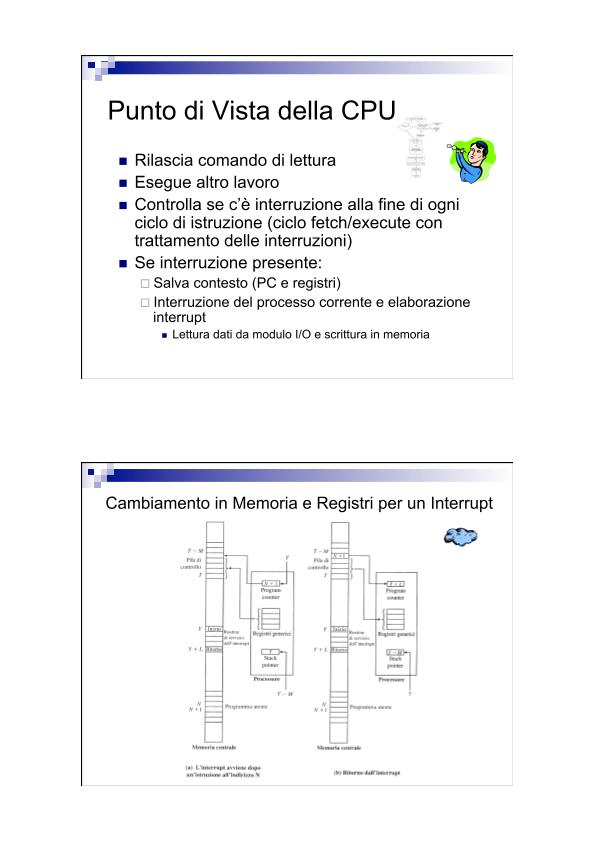 Punto di Vista della CPU
Rilascia comando di lettura
Esegue altro lavoro
Controlla se c'è interruzione alla fine di ogni
ciclo di istruzione (ciclo fetch/execute con
trattamento delle interruzioni)
Se interruzione presente:
Salva contesto (PC e registri)
Interruzione del processo corrente e elaborazione
interrupt
Lettura dati da modulo I/O e scrittura in memoria
Cambiamento in Memoria e Registri per un Interrupt
T – M
Pila di
controllo
T
Y
N + 1
Program
counter
Registri generici
T
Stack
pointer
Processore
T – M
Y
Inizio
Routine
di servizio
dell'interrupt
Y + L
Ritorno
N
N + 1
Programma utente
Memoria centrale
(a) L'interrupt avviene dopo
un'istruzione all'indirizzo N
T – M
N + 1
Pila di
controllo
T
Program
counter
Registri generici
T – M
Stack
pointer
Processore
T
Y
Routine
di servizio
dell'interrupt
Y + L
Ritorno
N
N + 1
Programma utente
Memoria centrale
(b) Ritorno dall'interrupt